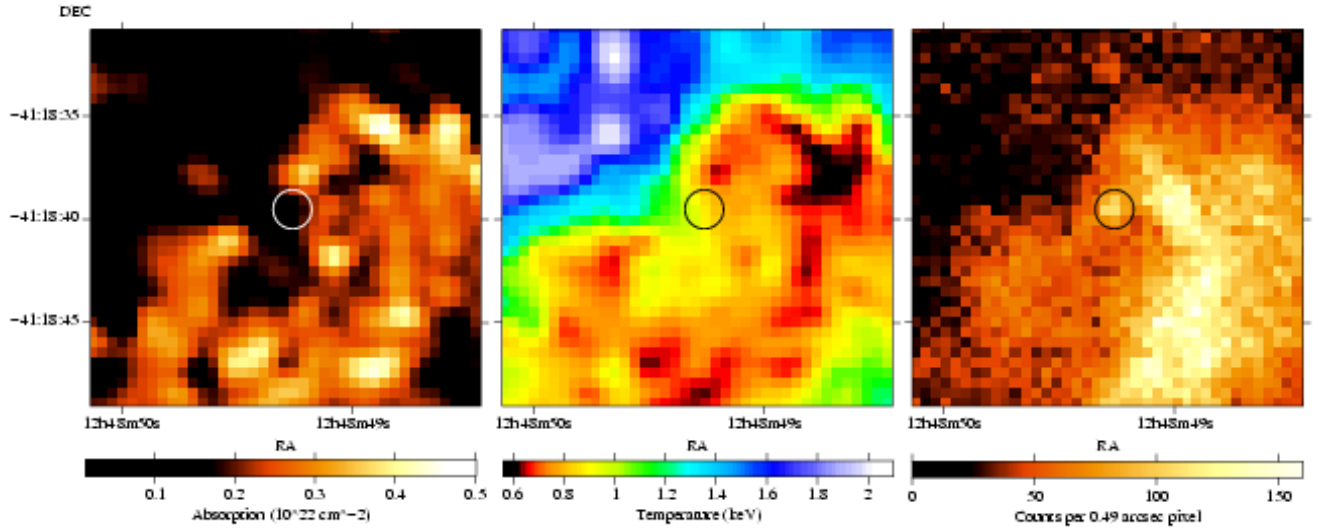 DEC
-41:18:35
-41:18:40
-41:18:45
12h48m50s 12h48m49s 12h48m50s 12h48m49s 12h48m50s 12h48m49s
RA RA RA
0.1 0.2 0.3 0.4 0.5 0.6 0.8 1 1.2 1.4 1.6 1.8 2 0 50 100 150
Absorption (10^22 cm^-2) Temperature (keV) Counts per 0.49 arcsec pixel